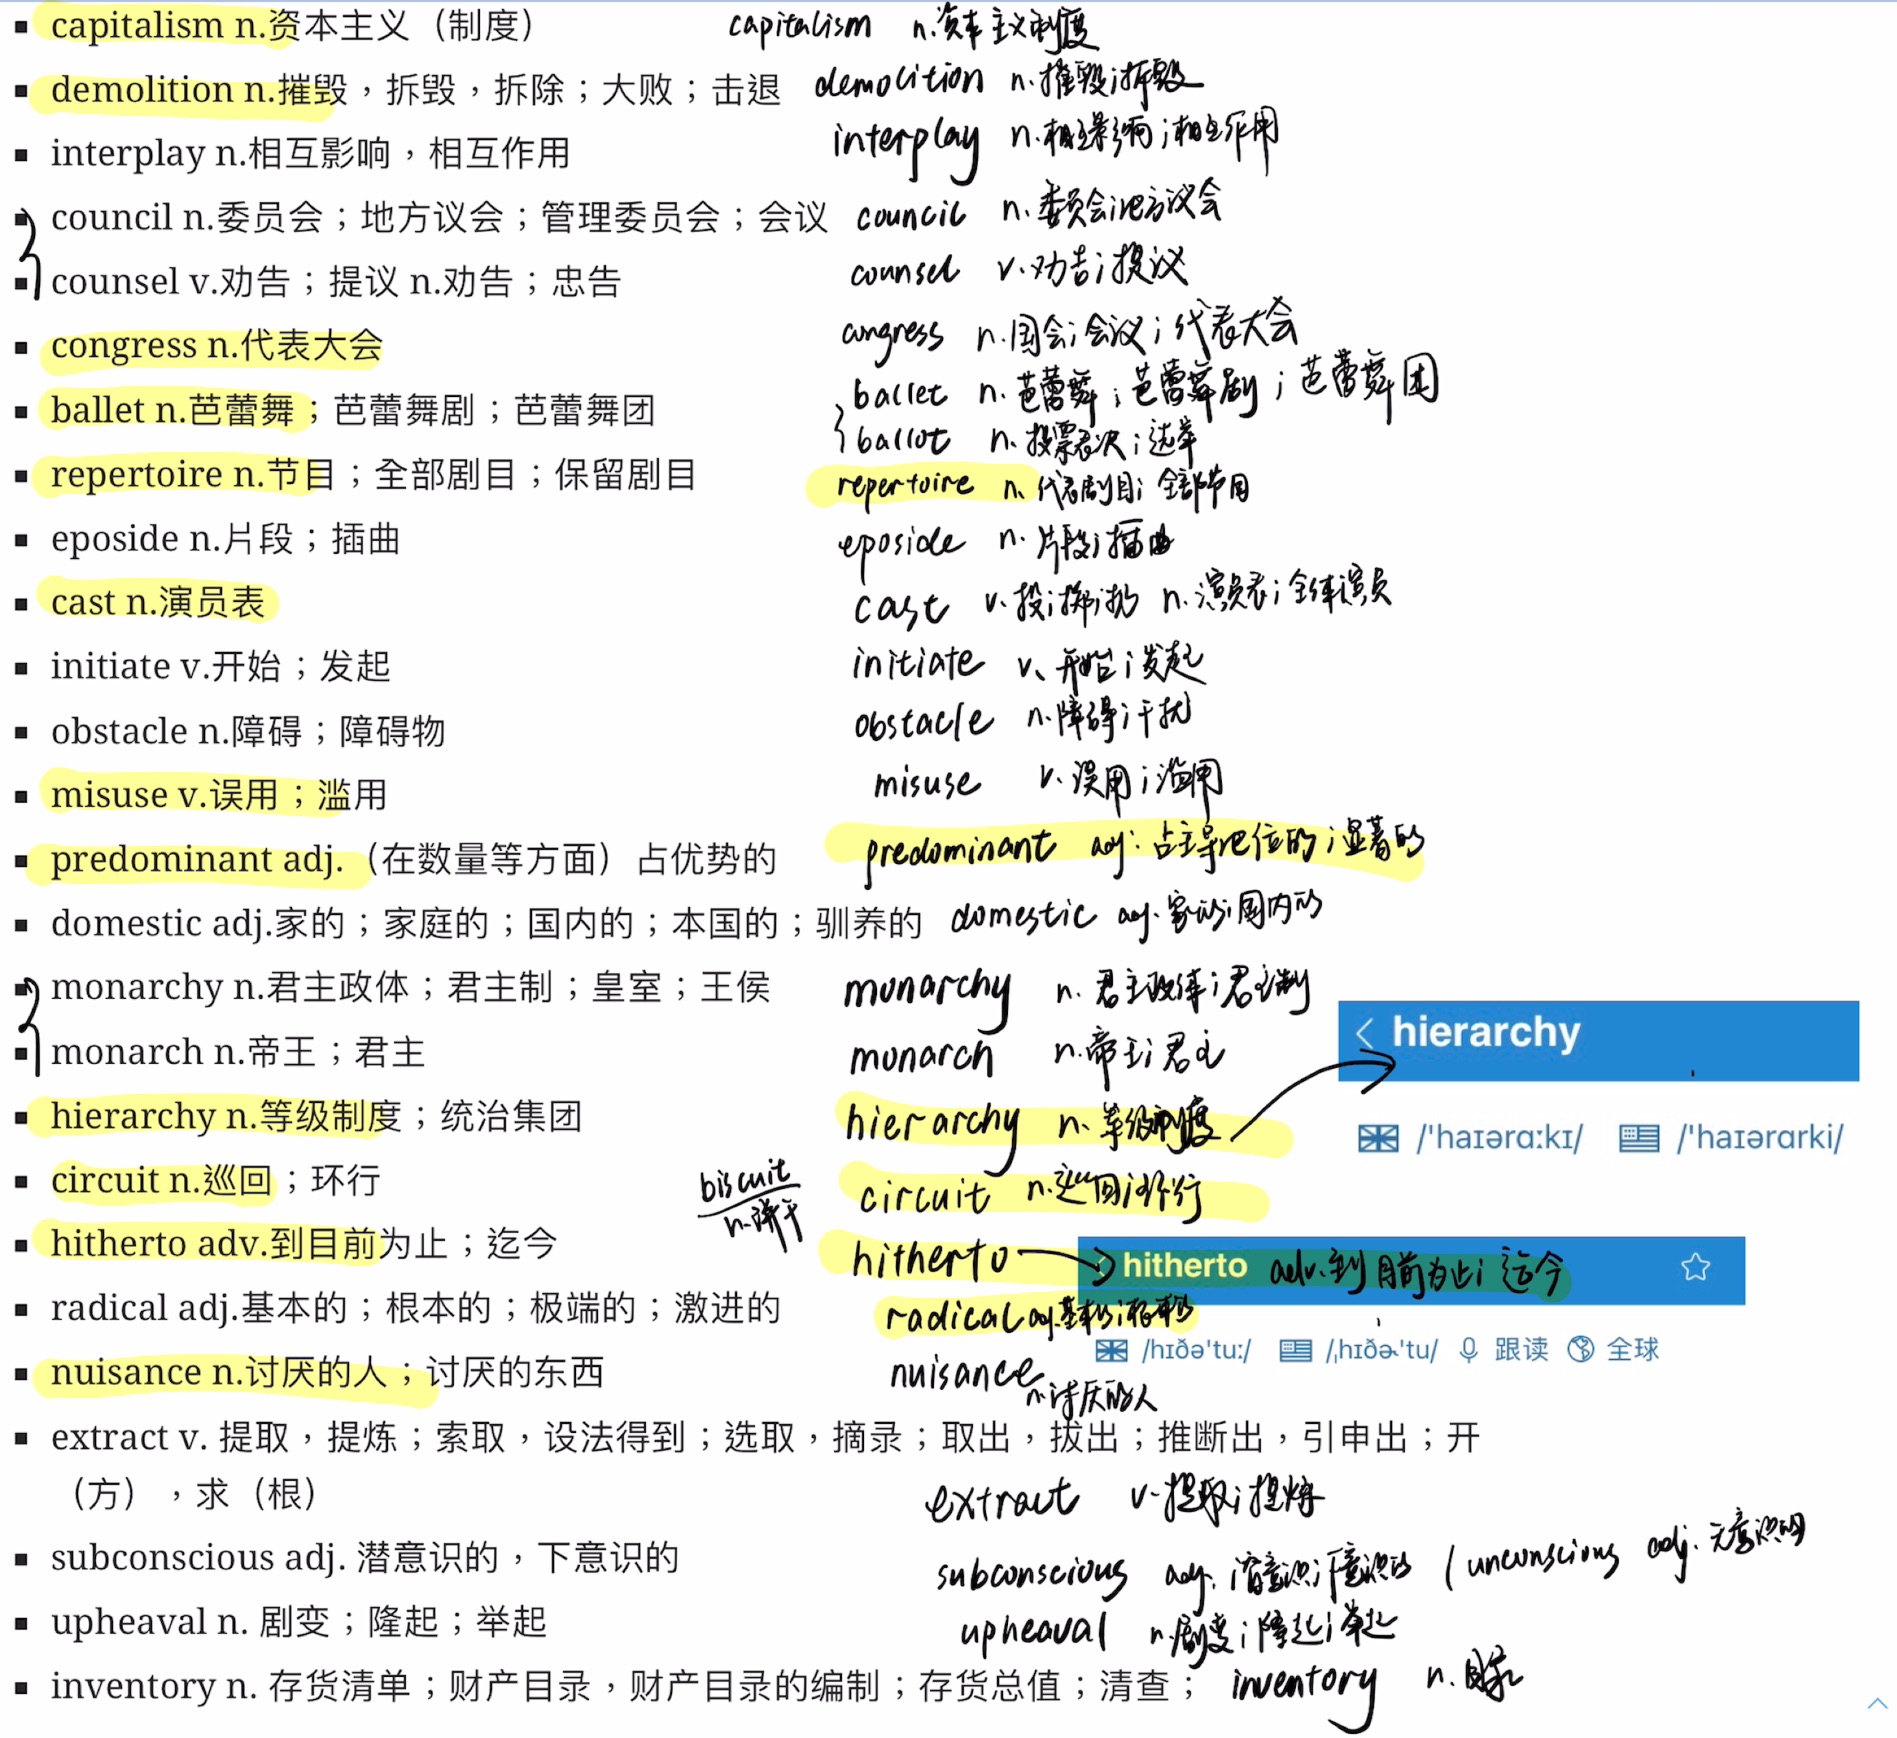 capitalism n.资本主义（制度） capitalism n.资本主义制度
demolition n.摧毁，拆毁，拆除；大败；击退 demolition n.摧毁；拆毁
interplay n.相互影响，相互作用 interplay n.相互影响；相互作用
council n.委员会；地方议会；管理委员会；会议 council n.委员会；地方议会
counsel v.劝告；提议 n.劝告；忠告 counsel v.劝告；提议
congress n.代表大会 congress n.国会；会议；代表大会
ballet n.芭蕾舞；芭蕾舞剧；芭蕾舞团 ballet n.芭蕾舞；芭蕾舞剧；芭蕾舞团
ballot n.投票表决；选举
repertoire n.节目；全部剧目；保留剧目 repertoire n.代表剧目；全部节目
eposide n.片段；插曲 eposide n.片段；插曲
cast n.演员表 cast v.投；掷；扔 n.演员表；全体演员
initiate v.开始；发起 initiate v.开始；发起
obstacle n.障碍；障碍物 obstacle n.障碍；干扰
misuse v.误用；滥用 misuse v.误用；滥用
predominant adj.（在数量等方面）占优势的 predominant adj.占主导地位的；显著的
domestic adj.家的；家庭的；国内的；本国的；驯养的 domestic adj.家的；国内的
monarchy n.君主政体；君主制；皇室；王侯 monarchy n.君主政体；君主制
hierarchy
monarch n.帝王；君主 monarch n.帝王；君主
hierarchy n.等级制度；统治集团 hierarchy n.等级制度
/'haɪərɑːkɪ/ /'haɪərɑrki/
circuit n.巡回；环行 biscuit n.饼干 circuit n.巡回；环行
hitherto adv.到目前为止；迄今 hitherto hitherto adv.到目前为止；迄今
radical adj.基本的；根本的；极端的；激进的 radical adj.基本的；根本的
/hɪðə'tuː/ /ˌhɪðɚ'tu/ 跟读 全球
nuisance n.讨厌的人；讨厌的东西 nuisance n.讨厌的人
extract v. 提取，提炼；索取，设法得到；选取，摘录；取出，拔出；推断出，引申出；开
（方），求（根） extract v.提取；提炼
subconscious adj. 潜意识的，下意识的 subconscious adj.潜意识；下意识的 / unconscious adj.无意识的
upheaval n. 剧变；隆起；举起 upheaval n.剧变；隆起；举起
inventory n. 存货清单；财产目录，财产目录的编制；存货总值；清查； inventory n.目录